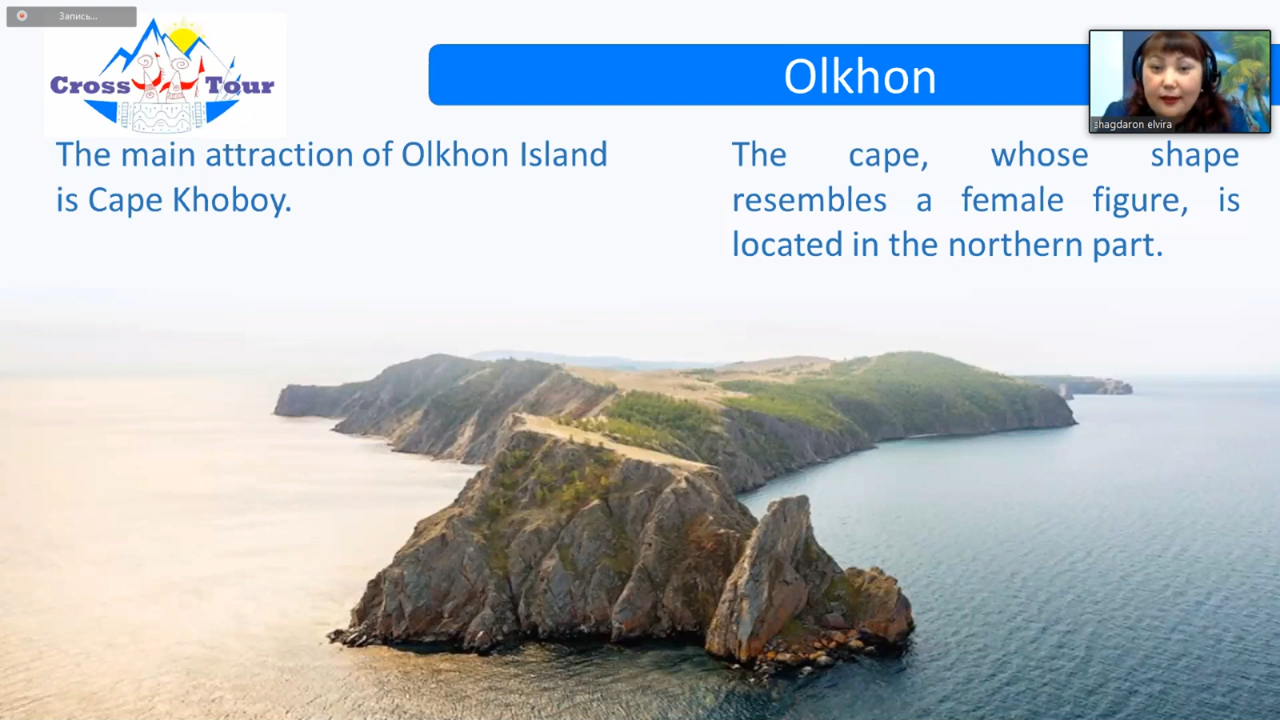 Запись...
Cross Tour
Olkhon
shagdaron elvira
The main attraction of Olkhon Island
is Cape Khoboy.
The cape, whose shape
resembles a female figure, is
located in the northern part.